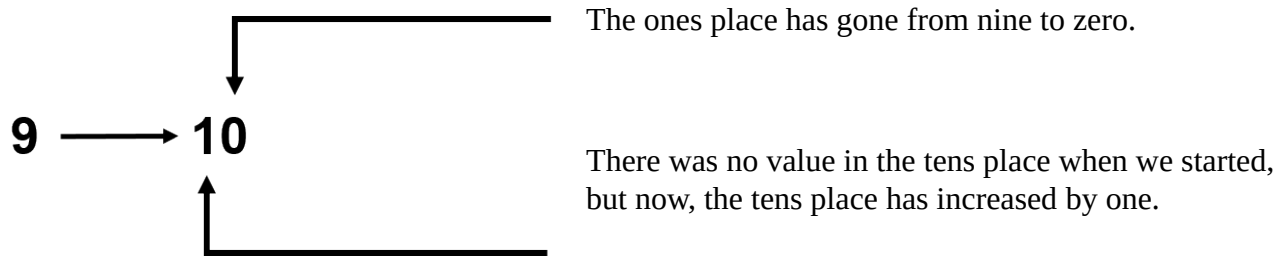 The ones place has gone from nine to zero.
9 10
There was no value in the tens place when we started,
but now, the tens place has increased by one.